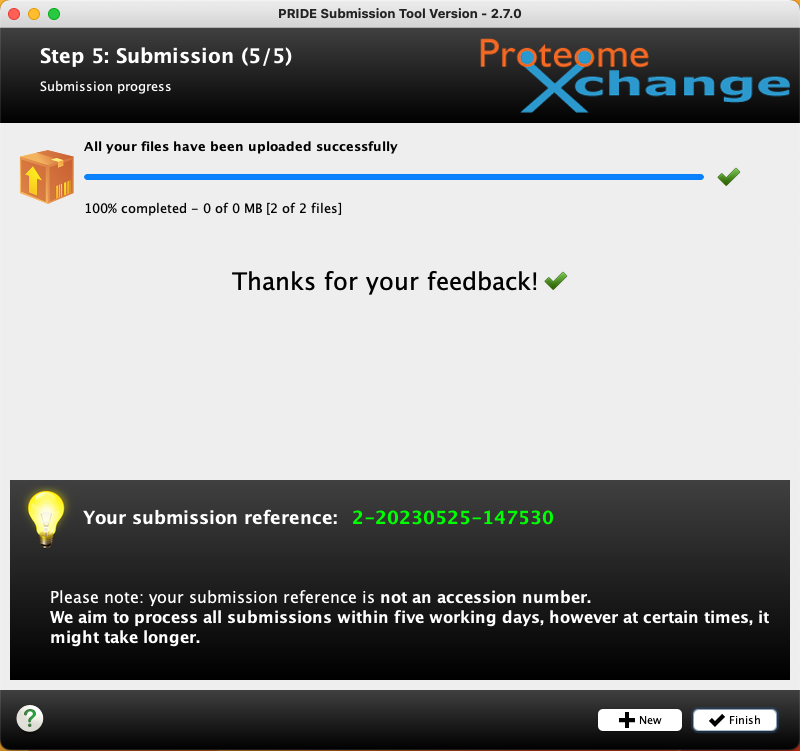 PRIDE Submission Tool Version - 2.7.0
Step 5: Submission (5/5)
Submission progress
Proteome
Xchange
All your files have been uploaded successfully
100% completed – 0 of 0 MB [2 of 2 files]
Thanks for your feedback!
Your submission reference: 2-20230525-147530
Please note: your submission reference is not an accession number.
We aim to process all submissions within five working days, however at certain times, it
might take longer.
?
New
Finish